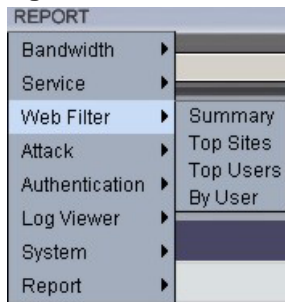 REPORT
Bandwidth
Service
Web Filter
Summary
Top Sites
Top Users
By User
Attack
Authentication
Log Viewer
System
Report